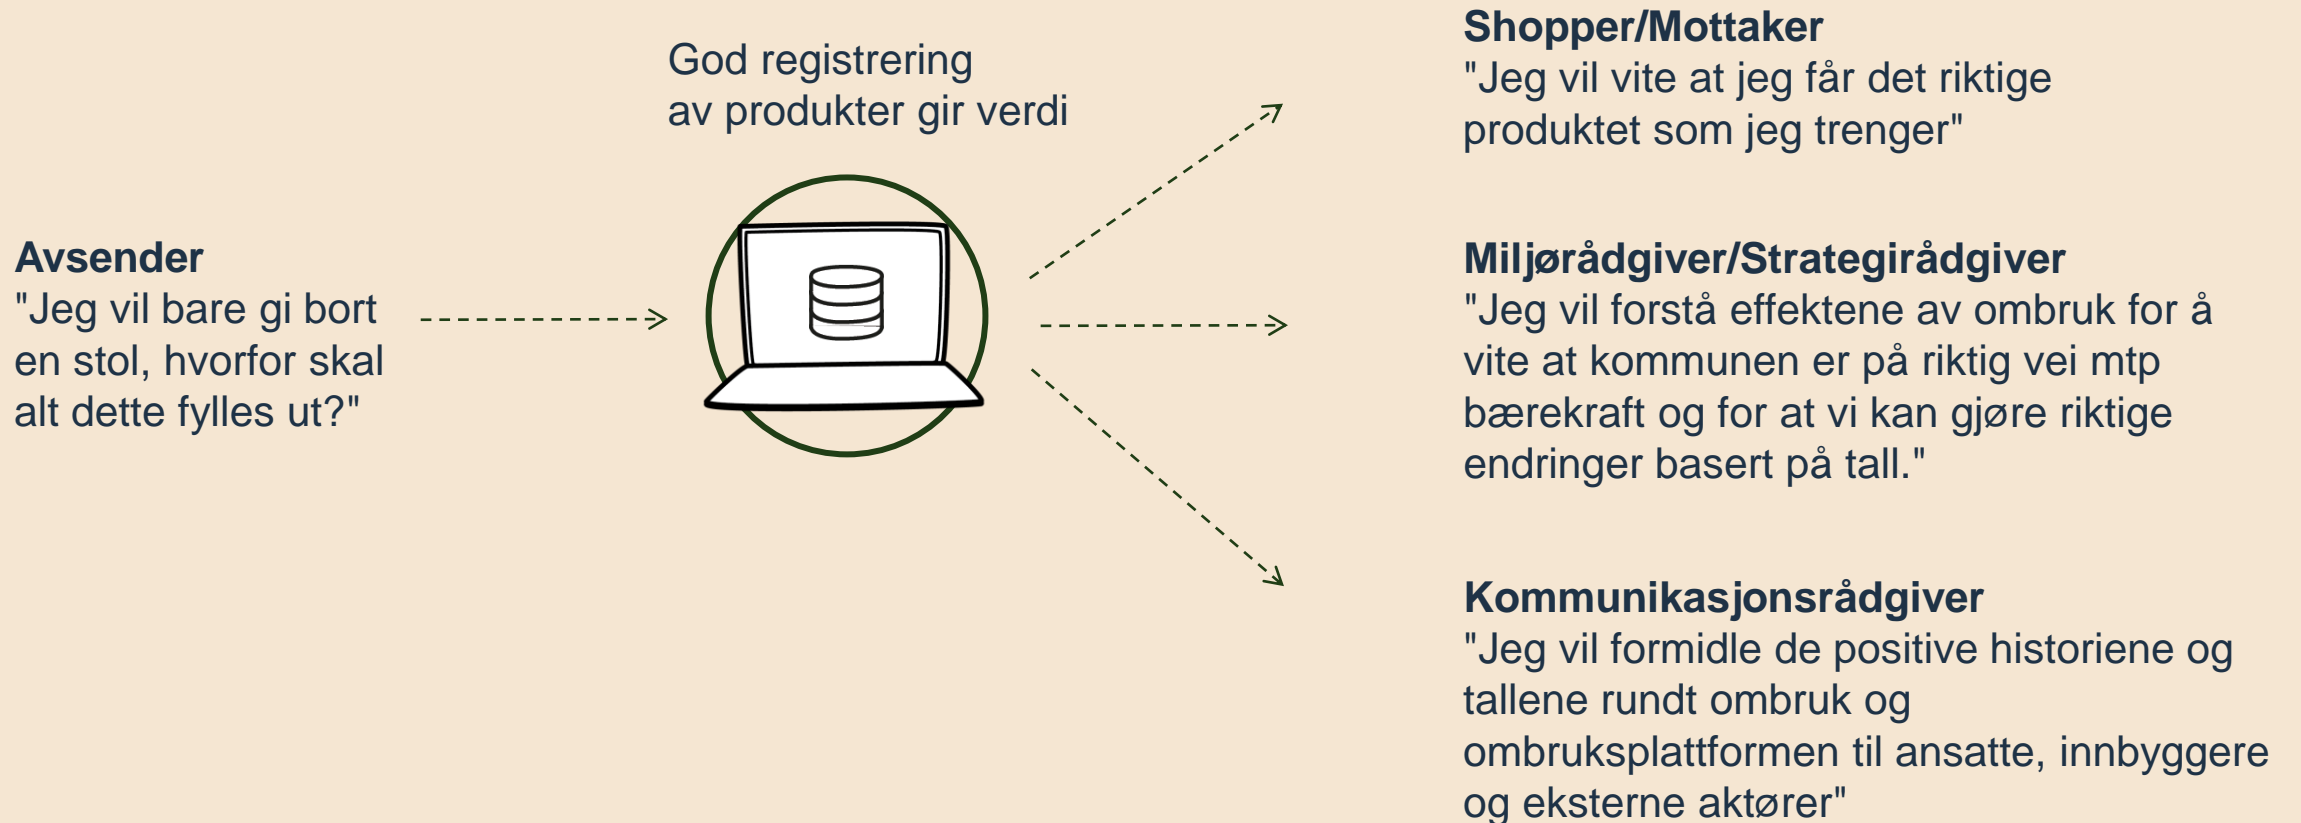 Avsender
"Jeg vil bare gi bort
en stol, hvorfor skal
alt dette fylles ut?"
God registrering
av produkter gir verdi
Shopper/Mottaker
"Jeg vil vite at jeg får det riktige
produktet som jeg trenger"
Miljørådgiver/Strategirådgiver
"Jeg vil forstå effektene av ombruk for å
vite at kommunen er på riktig vei mtp
bærekraft og for at vi kan gjøre riktige
endringer basert på tall."
Kommunikasjonsrådgiver
"Jeg vil formidle de positive historiene og
tallene rundt ombruk og
ombruksplattformen til ansatte, innbyggere
og eksterne aktører"